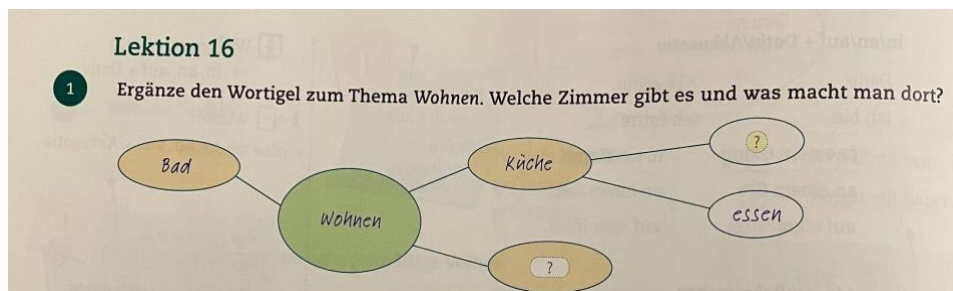 Lektion 16
1 Ergänze den Wortigel zum Thema Wohnen. Welche Zimmer gibt es und was macht man dort?
?
Bad
Küche
wohnen
essen
?